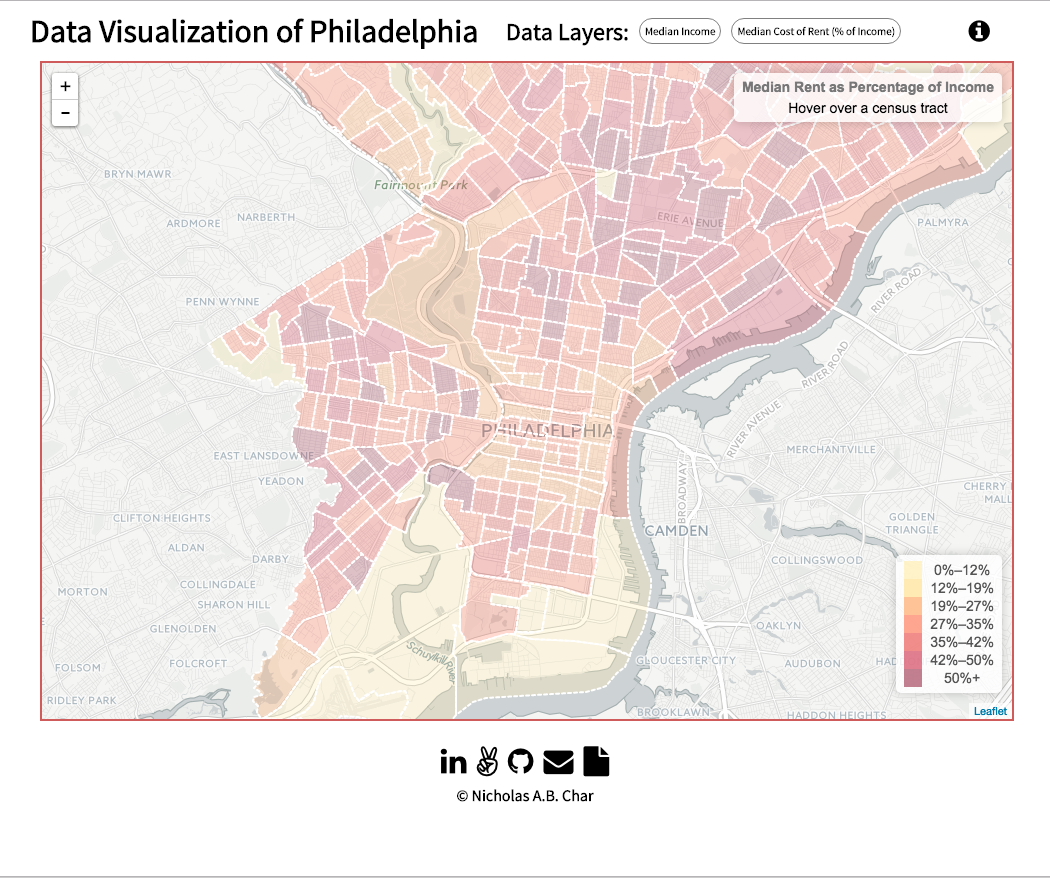 Data Visualization of Philadelphia
Data Layers:
Median Income
Median Cost of Rent (% of Income)
+
-
Median Rent as Percentage of Income
Hover over a census tract
BRYN MAWR
Fairmount Park
ARDMORE
NARBERTH
ERIE AVENUE
PALMYRA
RIVER ROAD
PENN WYNNE
RIVER ROAD
RIVER AVENUE
PHILADELPHIA
MERCHANTVILLE
EAST LANSDOWNE
YEADON
BROADWAY
CHERRY
MALL
CLIFTON HEIGHTS
GOLDEN
TRIANGLE
CAMDEN
ALDAN
DARBY
COLLINGSWOOD
COLLINGDALE
MORTON
SHARON HILL
GLENOLDEN
OAKLYN
Schuylkill River
FOLSOM
FOLCROFT
GLOUCESTER CITY
AUDUBON
HAD
RIDLEY PARK
BROOKLAWN
HADDON HEIGHTS
0%–12%
12%–19%
19%–27%
27%–35%
35%–42%
42%–50%
50%+
Leaflet
in
© Nicholas A.B. Char